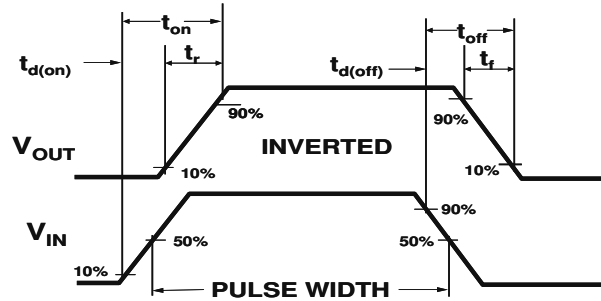 t_on
t_off
t_r
t_f
t_d(on)
t_d(off)
90%
90%
V_OUT
INVERTED
10%
10%
90%
V_IN
50%
50%
10%
PULSE WIDTH